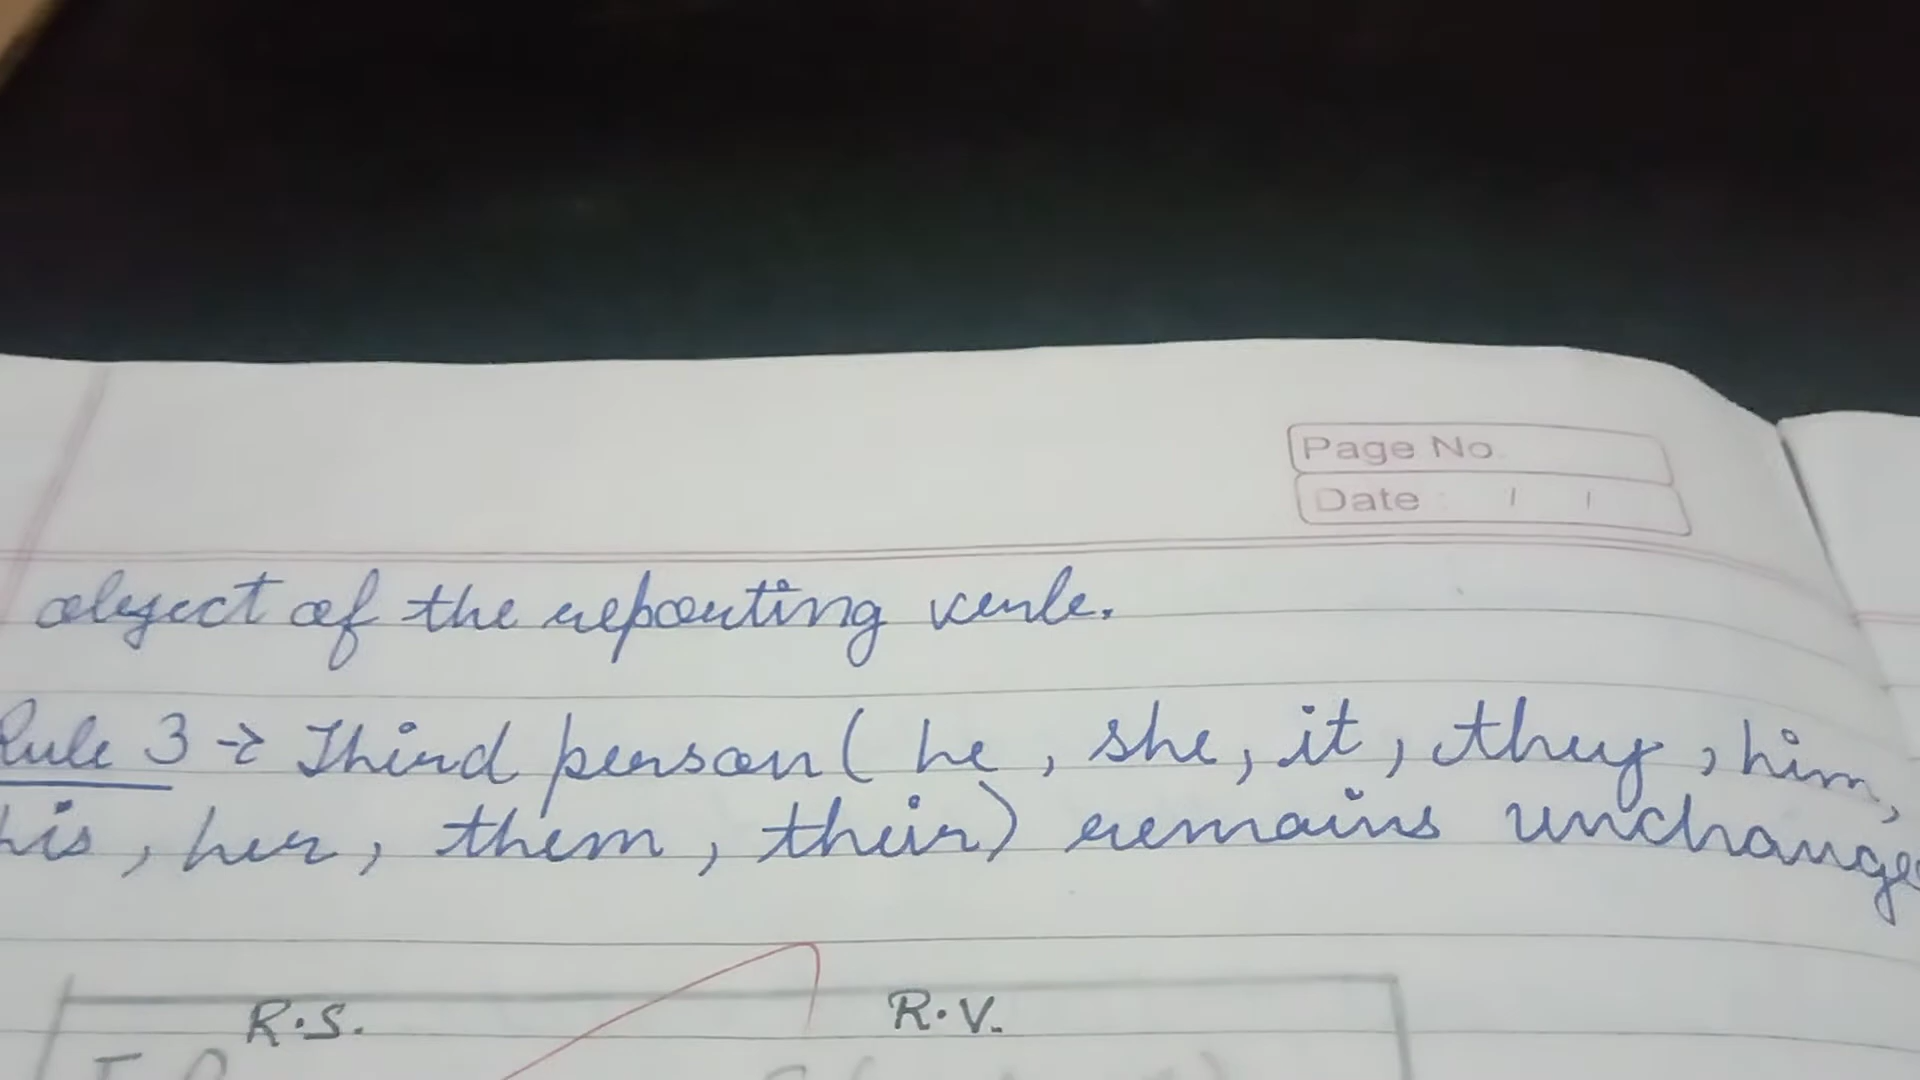 Page No.
Date : / /
object of the reporting verb.
Rule 3 → Third person ( he , she, it , they , him,
his , her , them , their) remains unchange
R.S. R.V.